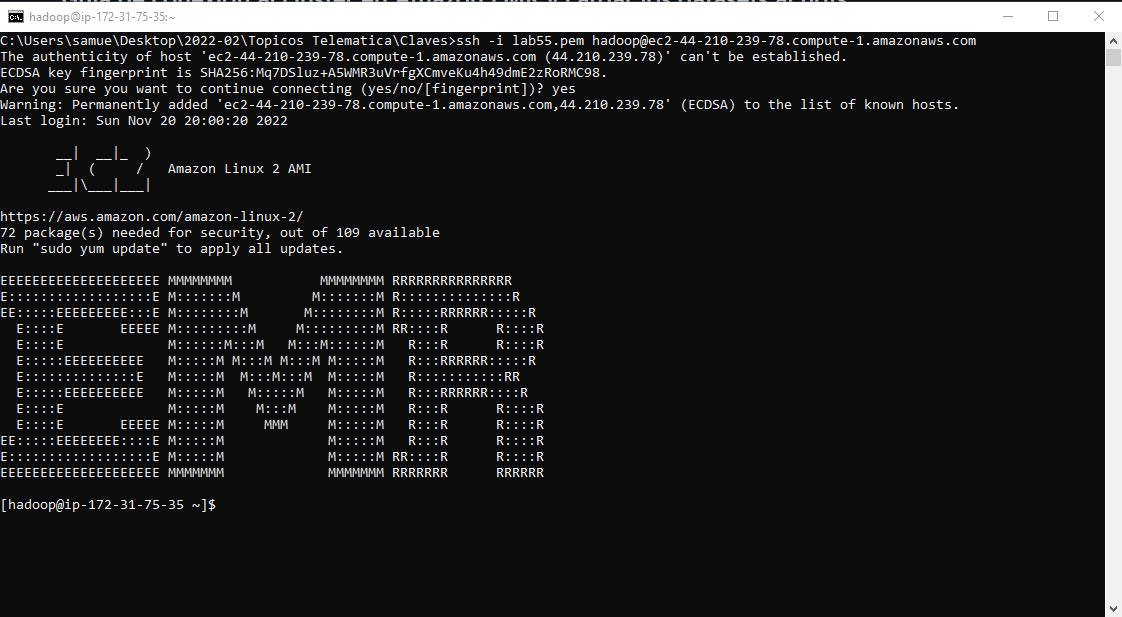 hadoop@ip-172-31-75-35:~
C:\Users\samue\Desktop\2022-02\Topicos Telematica\Claves>ssh -i lab55.pem hadoop@ec2-44-210-239-78.compute-1.amazonaws.com
The authenticity of host 'ec2-44-210-239-78.compute-1.amazonaws.com (44.210.239.78)' can't be established.
ECDSA key fingerprint is SHA256:Mq7DSluz+A5WMR3uVrfgXCmveKu4h49dmE2zRoRMC98.
Are you sure you want to continue connecting (yes/no/[fingerprint])? yes
Warning: Permanently added 'ec2-44-210-239-78.compute-1.amazonaws.com,44.210.239.78' (ECDSA) to the list of known hosts.
Last login: Sun Nov 20 20:00:20 2022

       __|  __|_  )
       _|  (     /   Amazon Linux 2 AMI
      ___|\___|___|

https://aws.amazon.com/amazon-linux-2/
72 package(s) needed for security, out of 109 available
Run "sudo yum update" to apply all updates.

EEEEEEEEEEEEEEEEEEEE MMMMMMMM           MMMMMMMM RRRRRRRRRRRRRRR
E::::::::::::::::::E M:::::::M         M:::::::M R::::::::::::::R
EE:::::EEEEEEEEE:::E M::::::::M       M::::::::M R:::::RRRRRR:::::R
  E::::E       EEEEE M:::::::::M     M:::::::::M RR::::R      R::::R
  E::::E             M::::::M:::M   M:::M::::::M   R:::R      R::::R
  E:::::EEEEEEEEEE   M:::::M M:::M M:::M M:::::M   R:::RRRRRR:::::R
  E::::::::::::::E   M:::::M  M:::M:::M  M:::::M   R:::::::::::RR
  E:::::EEEEEEEEEE   M:::::M   M:::::M   M:::::M   R:::RRRRRR::::R
  E::::E             M:::::M    M:::M    M:::::M   R:::R      R::::R
  E::::E       EEEEE M:::::M     MMM     M:::::M   R:::R      R::::R
EE:::::EEEEEEEE::::E M:::::M             M:::::M   R:::R      R::::R
E::::::::::::::::::E M:::::M             M:::::M RR::::R      R::::R
EEEEEEEEEEEEEEEEEEEE MMMMMMM             MMMMMMM RRRRRRR      RRRRRR

[hadoop@ip-172-31-75-35 ~]$